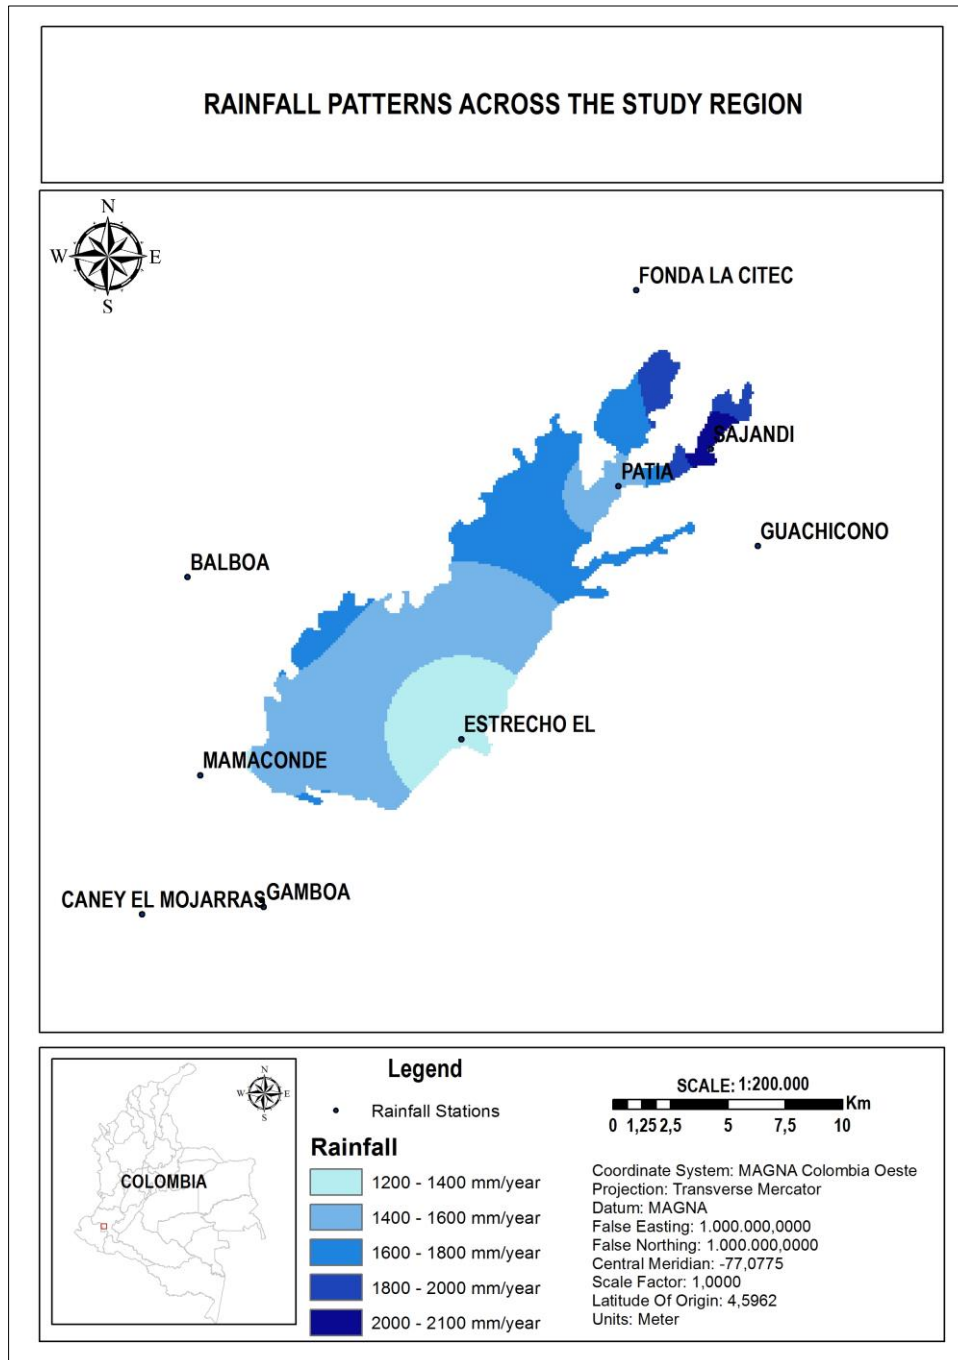 RAINFALL PATTERNS ACROSS THE STUDY REGION
N
W E
S
FONDA LA CITEC
SAJANDI
PATIA
GUACHICONO
BALBOA
ESTRECHO EL
MAMACONDE
CANEY EL MOJARRAS
GAMBOA
N
W E
S
COLOMBIA
Legend
Rainfall Stations
Rainfall
1200 - 1400 mm/year
1400 - 1600 mm/year
1600 - 1800 mm/year
1800 - 2000 mm/year
2000 - 2100 mm/year
SCALE: 1:200.000
Km
0 1,25 2,5 5 7,5 10
Coordinate System: MAGNA Colombia Oeste
Projection: Transverse Mercator
Datum: MAGNA
False Easting: 1.000.000,0000
False Northing: 1.000.000,0000
Central Meridian: -77,0775
Scale Factor: 1,0000
Latitude Of Origin: 4,5962
Units: Meter